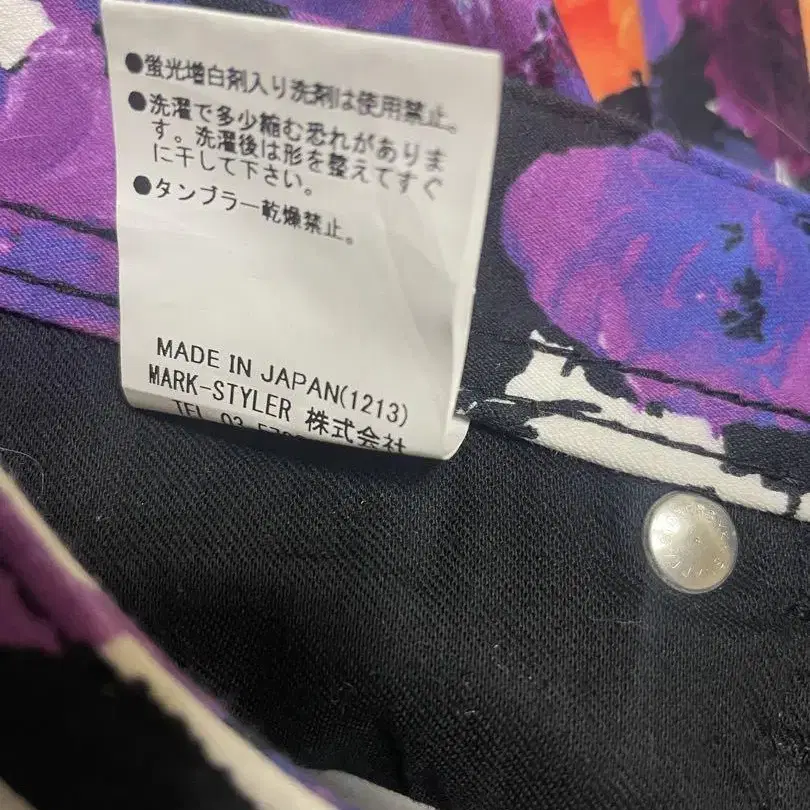 ●蛍光増白剤入り洗剤は使用禁止。
●洗濯で多少縮む恐れがありま
す。洗濯後は形を整えてすぐ
に干して下さい。
●タンブラー乾燥禁止。
MADE IN JAPAN(1213)
MARK-STYLER 株式会社
TEL 03